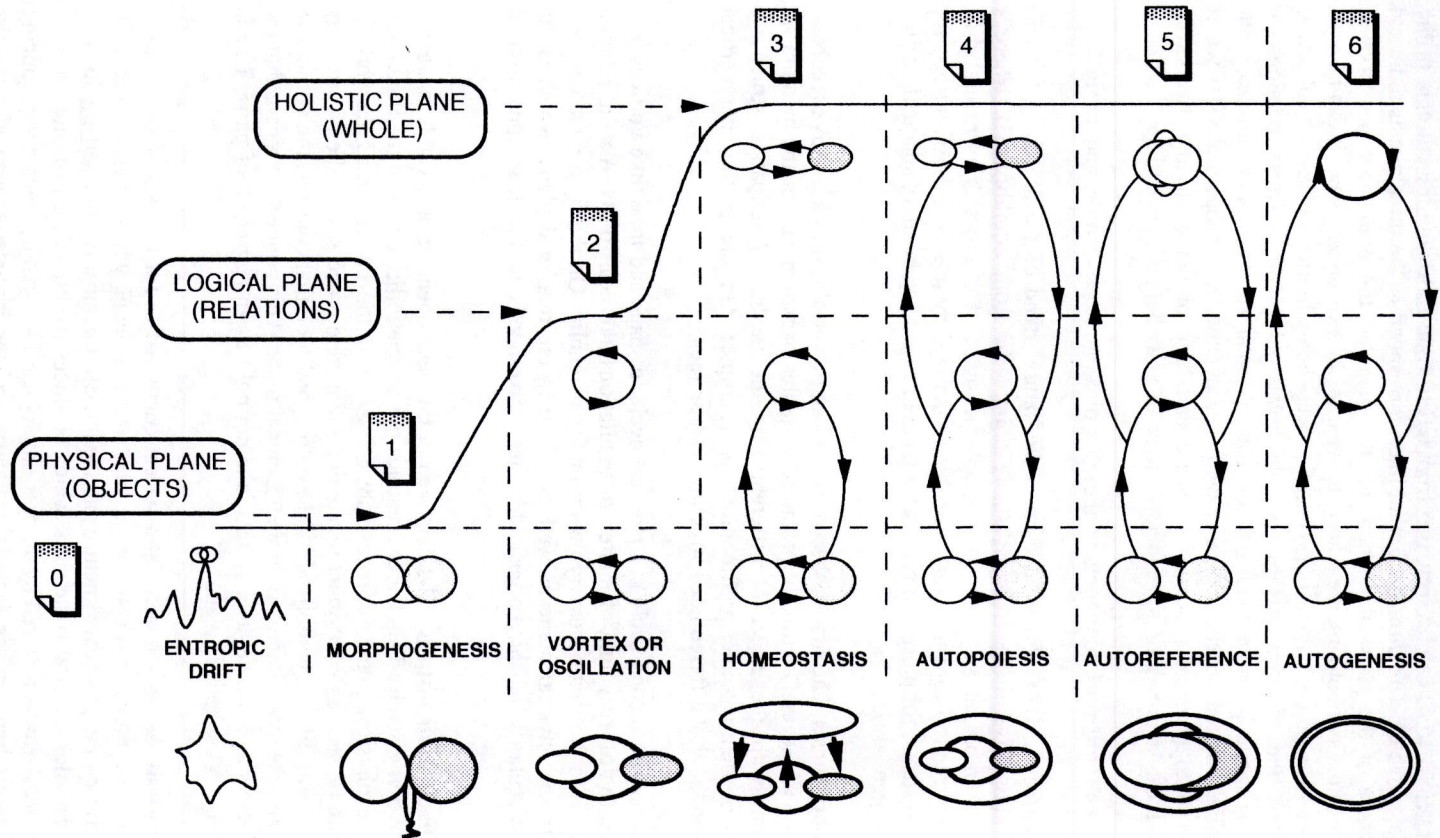 3
4
5
6
HOLISTIC PLANE
(WHOLE)
2
LOGICAL PLANE
(RELATIONS)
1
PHYSICAL PLANE
(OBJECTS)
0
ENTROPIC
DRIFT
MORPHOGENESIS
VORTEX OR
OSCILLATION
HOMEOSTASIS
AUTOPOIESIS
AUTOREFERENCE
AUTOGENESIS